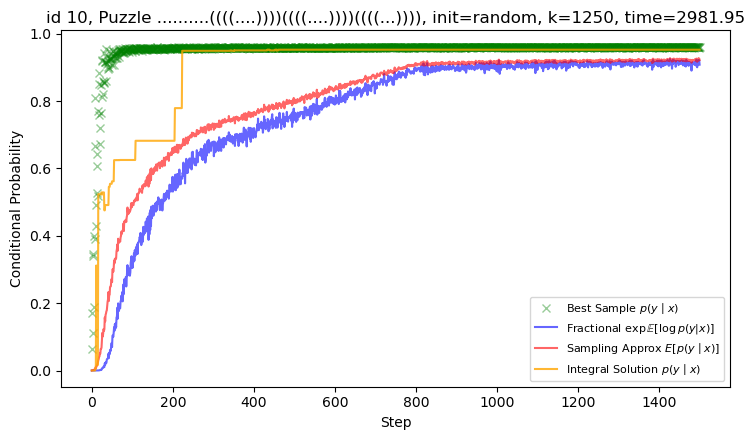 id 10, Puzzle ..........((((....))))((((....))))((((...)))), init=random, k=1250, time=2981.95
1.0
0.8
0.6
0.4
0.2
0.0
Conditional Probability
0 200 400 600 800 1000 1200 1400
Step
Best Sample p(y | x)
Fractional exp 𝔼[log p(y|x)]
Sampling Approx E[p(y | x)]
Integral Solution p(y | x)